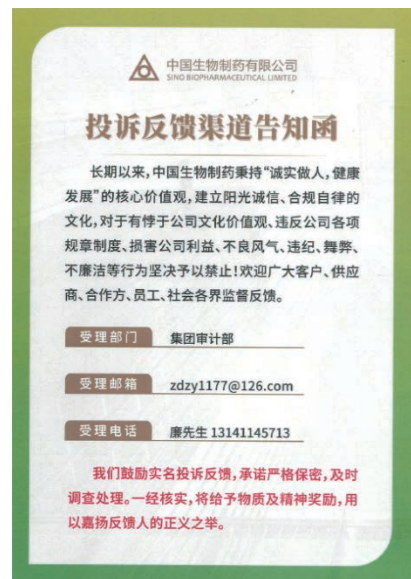 中国生物制药有限公司
SINO BIOPHARMACEUTICAL LIMITED
投诉反馈渠道告知函
长期以来,中国生物制药秉持“诚实做人,健康
发展”的核心价值观,建立阳光诚信、合规自律的
文化,对于有悖于公司文化价值观、违反公司各项
规章制度、损害公司利益、不良风气、违纪、舞弊、
不廉洁等行为坚决予以禁止!欢迎广大客户、供应
商、合作方、员工、社会各界监督反馈。
受理部门 集团审计部
受理邮箱 zdzy1177@126.com
受理电话 廉先生 13141145713
我们鼓励实名投诉反馈,承诺严格保密,及时
调查处理。一经核实,将给予物质及精神奖励,用
以嘉扬反馈人的正义之举。